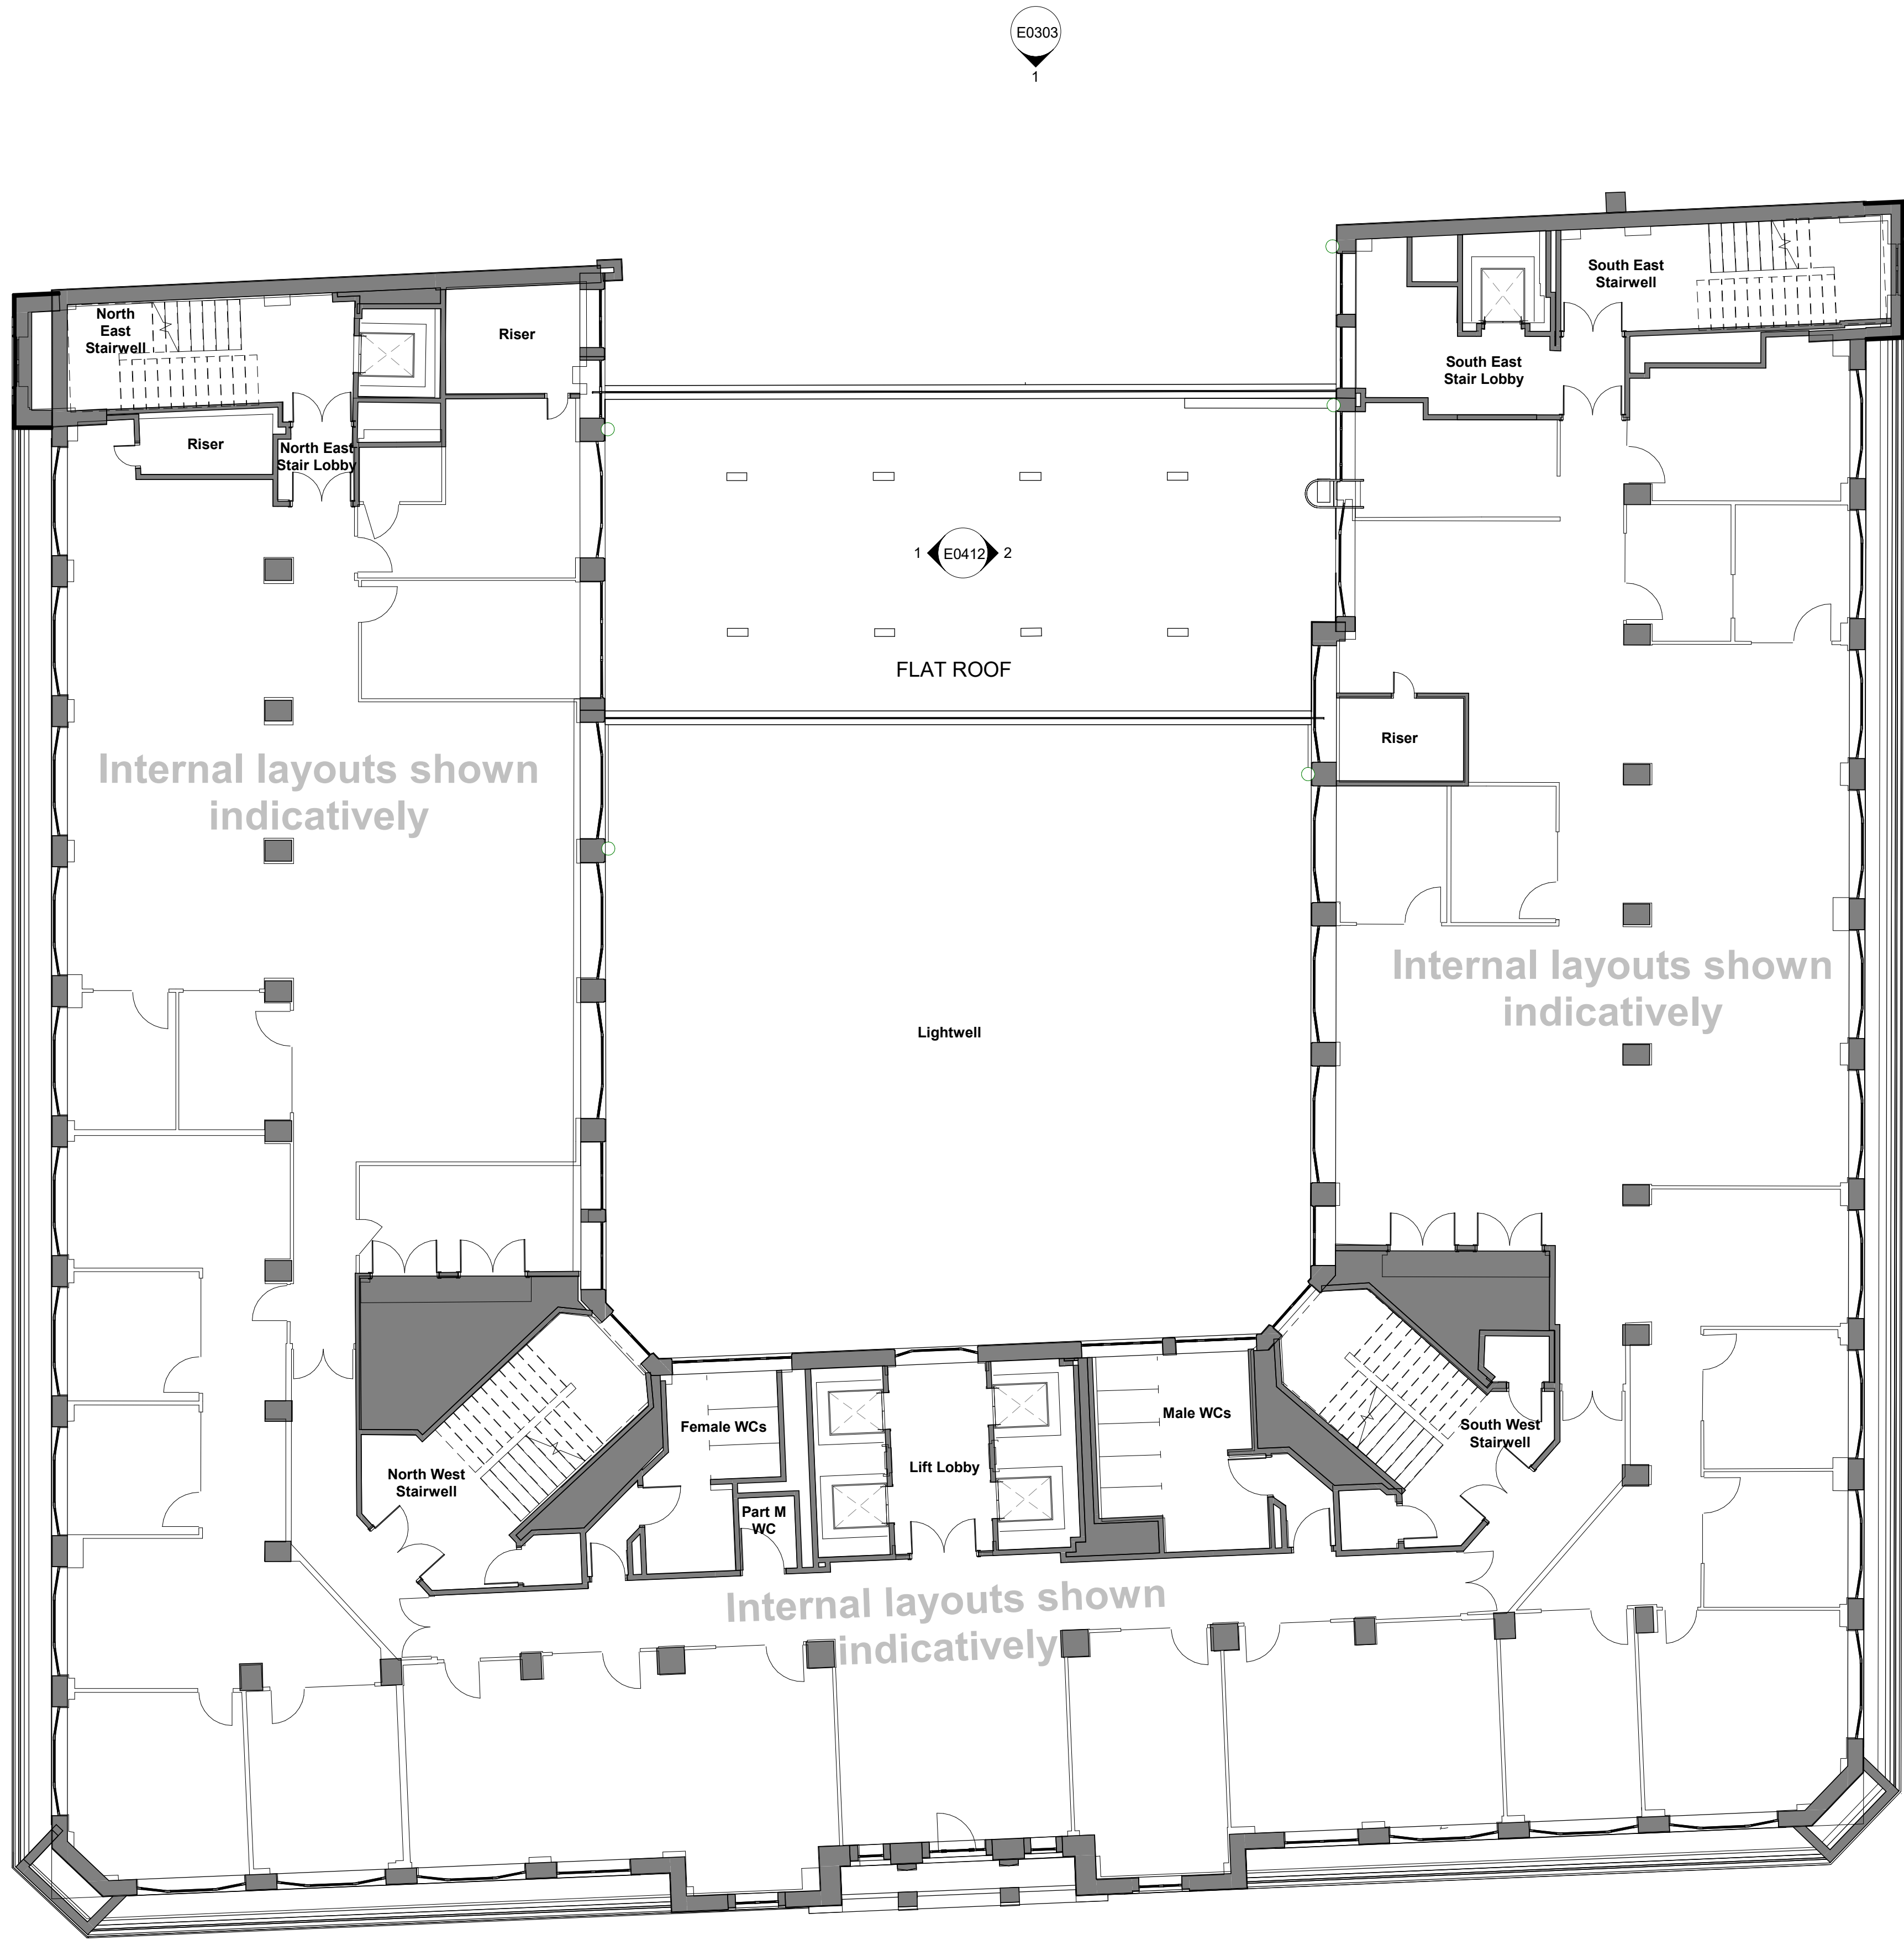 E0303
1
South East
Stairwell
North
East
Stairwell
Riser
South East
Stair Lobby
Riser
North East
Stair Lobby
1
E0412
2
FLAT ROOF
Riser
Internal layouts shown
indicatively
Internal layouts shown
indicatively
Lightwell
Female WCs
Male WCs
South West
Stairwell
Lift Lobby
North West
Stairwell
Part M
WC
Internal layouts shown
indicatively